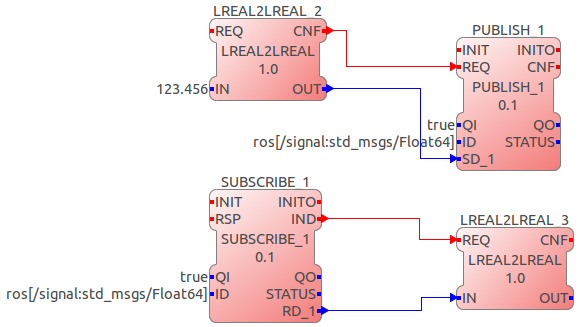 LREAL2LREAL_2
REQ CNF
LREAL2LREAL
1.0
123.456 IN OUT
PUBLISH_1
INIT INITO
REQ CNF
PUBLISH_1
0.1
true QI QO
ros[/signal:std_msgs/Float64] ID STATUS
SD_1
SUBSCRIBE_1
INIT INITO
RSP IND
SUBSCRIBE_1
0.1
true QI QO
ros[/signal:std_msgs/Float64] ID STATUS
RD_1
LREAL2LREAL_3
REQ CNF
LREAL2LREAL
1.0
IN OUT